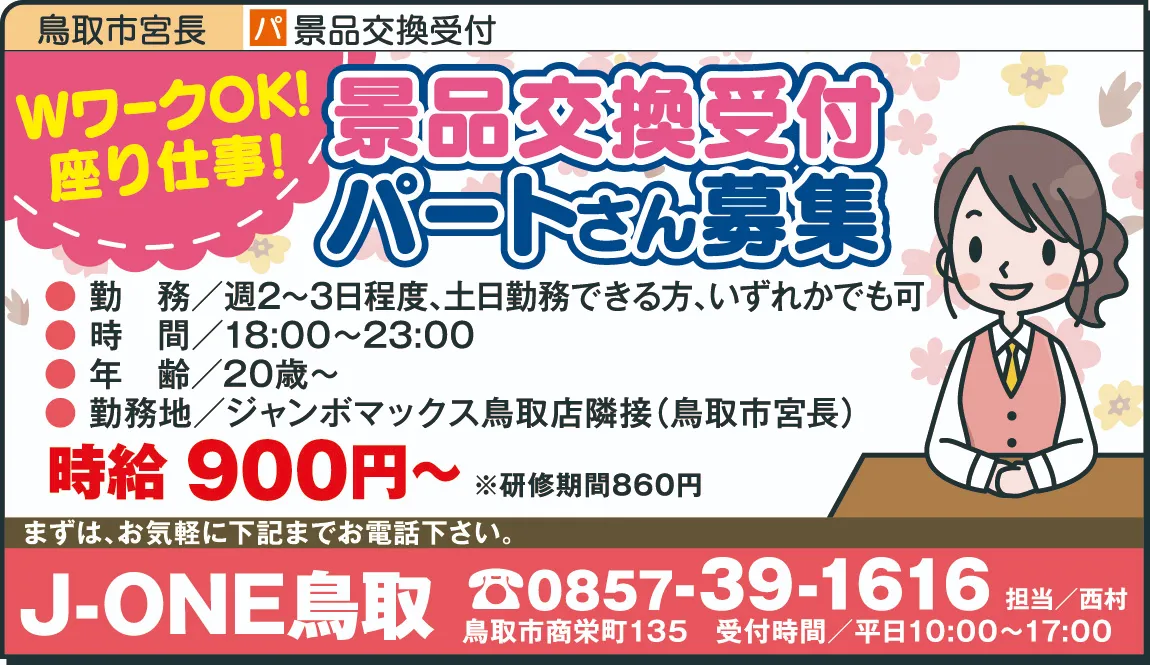 鳥取市宮長
パ 景品交換受付
WワークOK!
座り仕事!
景品交換受付
パートさん募集
● 勤　務／週2〜3日程度、土日勤務できる方、いずれかでも可
● 時　間／18:00〜23:00
● 年　齢／20歳〜
● 勤務地／ジャンボマックス鳥取店隣接（鳥取市宮長）
時給 900円〜 ※研修期間860円
まずは、お気軽に下記までお電話下さい。
J-ONE鳥取
☎0857-39-1616 担当／西村
鳥取市商栄町135　受付時間／平日10:00〜17:00